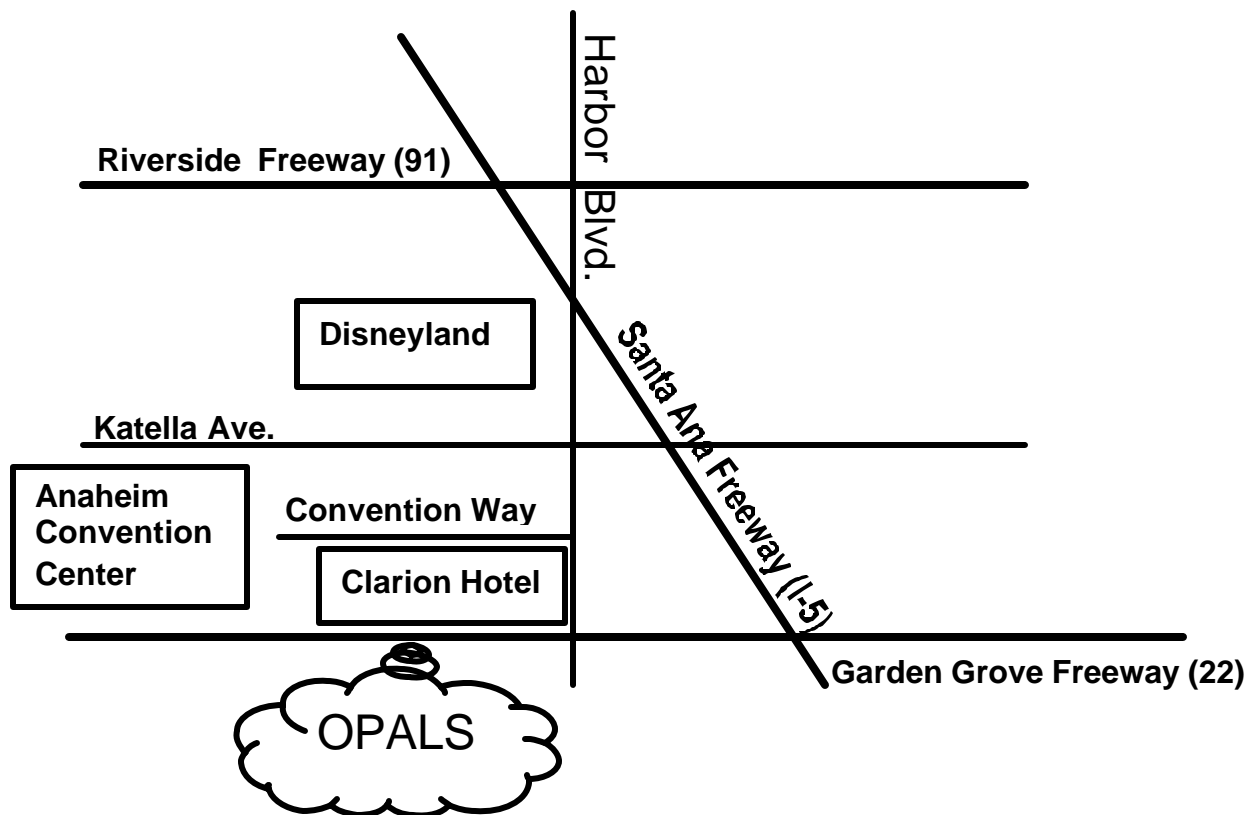 Harbor Blvd.
Riverside Freeway (91)
Disneyland
Santa Ana Freeway (I-5)
Katella Ave.
Anaheim
Convention
Center
Convention Way
Clarion Hotel
Garden Grove Freeway (22)
OPALS